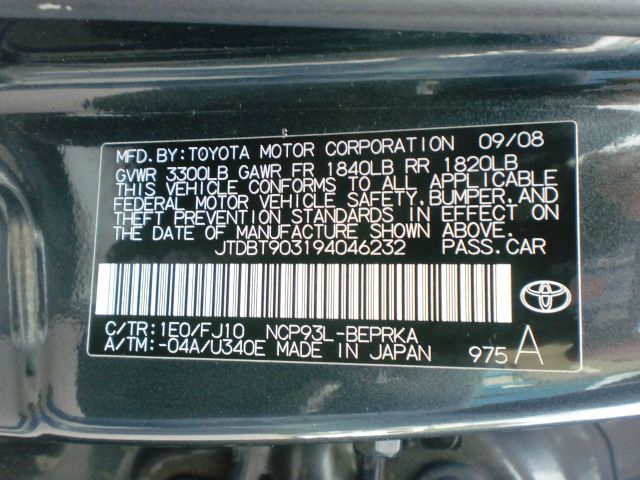 MFD.BY:TOYOTA MOTOR CORPORATION 09/08
GVWR 3300LB GAWR FR 1840LB RR 1820LB
THIS VEHICLE CONFORMS TO ALL APPLICABLE
FEDERAL MOTOR VEHICLE SAFETY,BUMPER,AND
THEFT PREVENTION STANDARDS IN EFFECT ON
THE DATE OF MANUFACTURE SHOWN ABOVE.
JTDBT903194046232 PASS.CAR
C/TR:1E0/FJ10 NCP93L-BEPRKA
A/TM:-04A/U340E MADE IN JAPAN 975 A